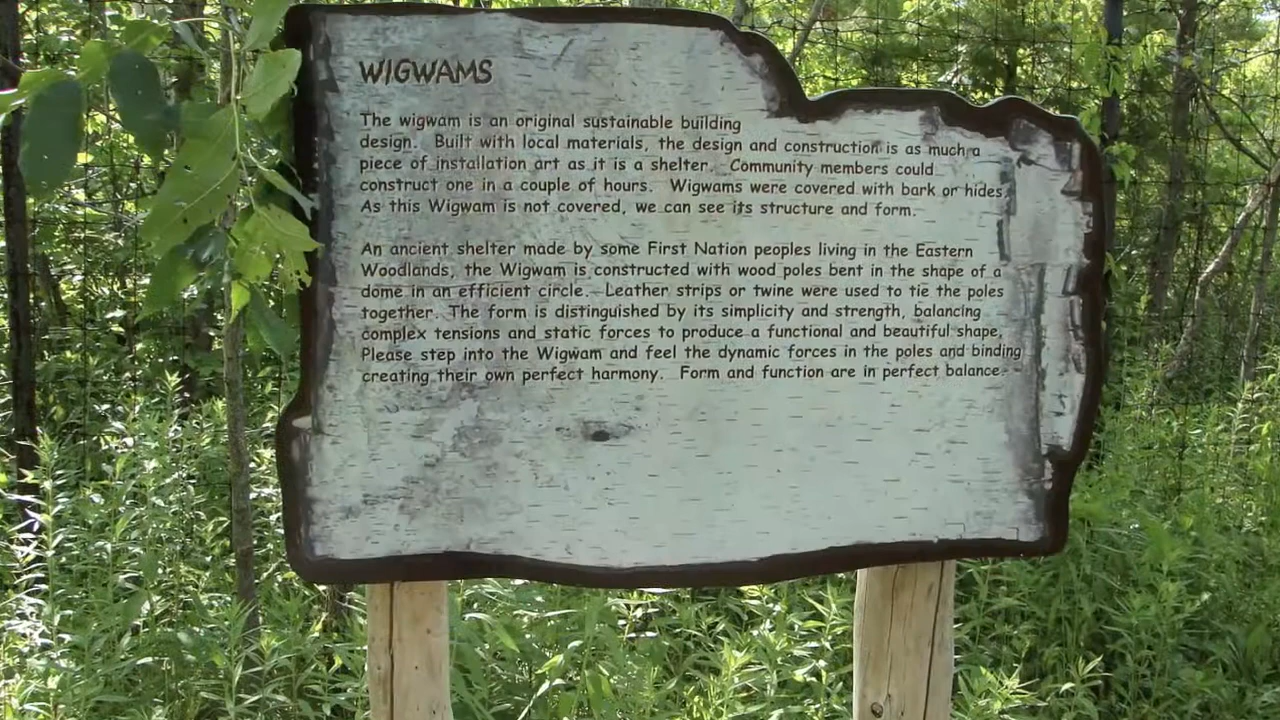 WIGWAMS
The wigwam is an original sustainable building
design. Built with local materials, the design and construction is as much a
piece of installation art as it is a shelter. Community members could
construct one in a couple of hours. Wigwams were covered with bark or hides.
As this Wigwam is not covered, we can see its structure and form.
An ancient shelter made by some First Nation peoples living in the Eastern
Woodlands, the Wigwam is constructed with wood poles bent in the shape of a
dome in an efficient circle. Leather strips or twine were used to tie the poles
together. The form is distinguished by its simplicity and strength, balancing
complex tensions and static forces to produce a functional and beautiful shape.
Please step into the Wigwam and feel the dynamic forces in the poles and binding
creating their own perfect harmony. Form and function are in perfect balance.